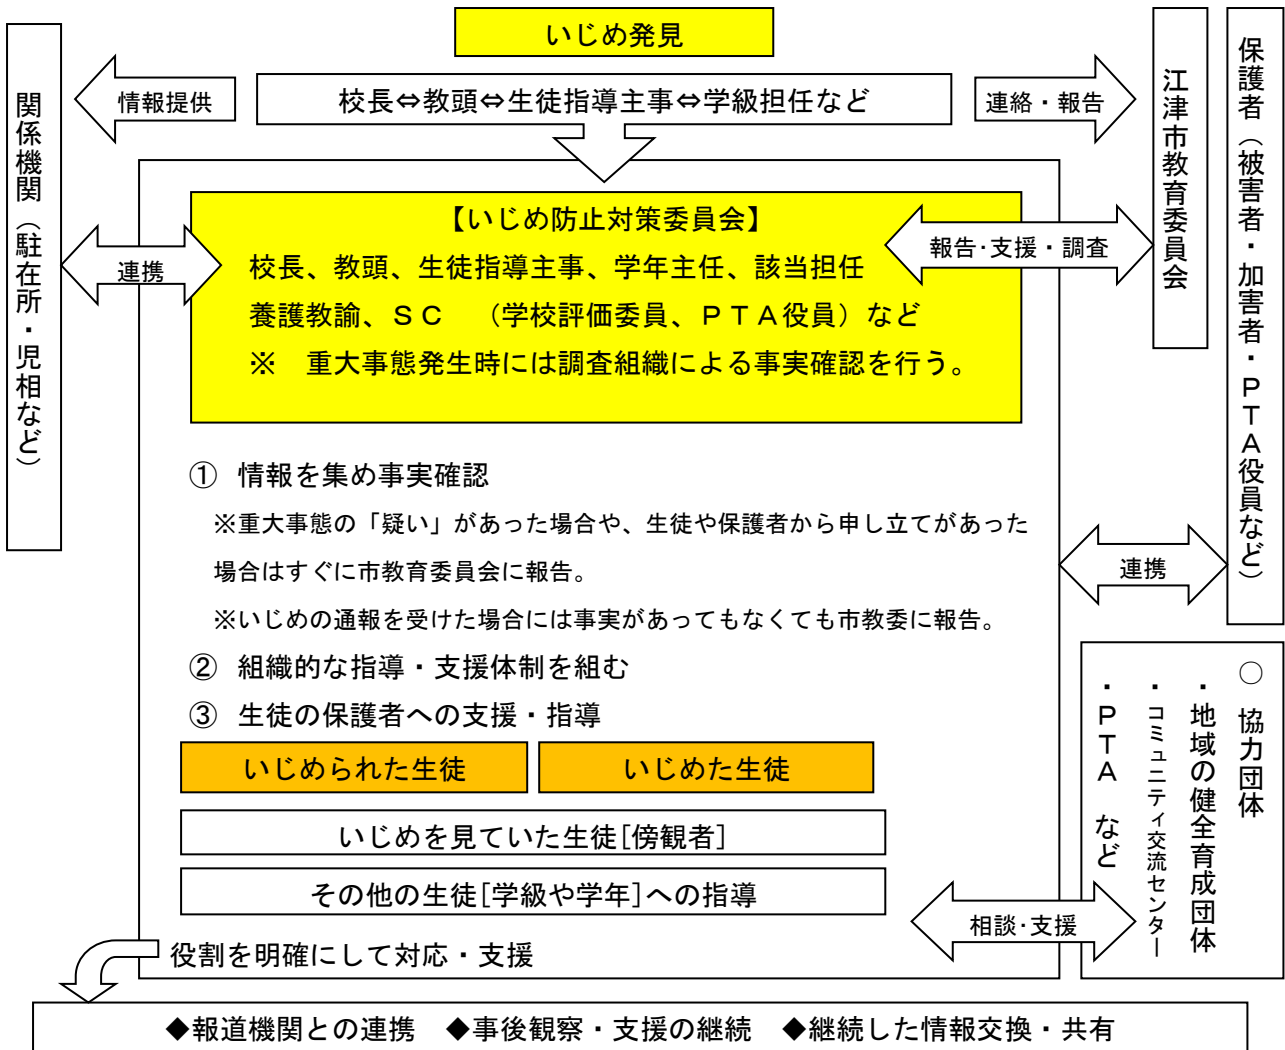 いじめ発見
校長⇔教頭⇔生徒指導主事⇔学級担任など
情報提供
連絡・報告
関係機関（駐在所・児相など）
江津市教育委員会
保護者（被害者・加害者・ＰＴＡ役員など）
【いじめ防止対策委員会】
校長、教頭、生徒指導主事、学年主任、該当担任
養護教諭、ＳＣ　（学校評価委員、ＰＴＡ役員）など
※　重大事態発生時には調査組織による事実確認を行う。
連携
報告･支援・調査
①　情報を集め事実確認
※重大事態の「疑い」があった場合や、生徒や保護者から申し立てがあった
場合はすぐに市教育委員会に報告。
※いじめの通報を受けた場合には事実があってもなくても市教委に報告。
連携
②　組織的な指導・支援体制を組む
③　生徒の保護者への支援・指導
いじめられた生徒
いじめた生徒
いじめを見ていた生徒[傍観者]
その他の生徒[学級や学年]への指導
○　協力団体
・地域の健全育成団体
・コミュニティ交流センター
・ＰＴＡ　など
相談･支援
役割を明確にして対応・支援
◆報道機関との連携　◆事後観察・支援の継続　◆継続した情報交換・共有